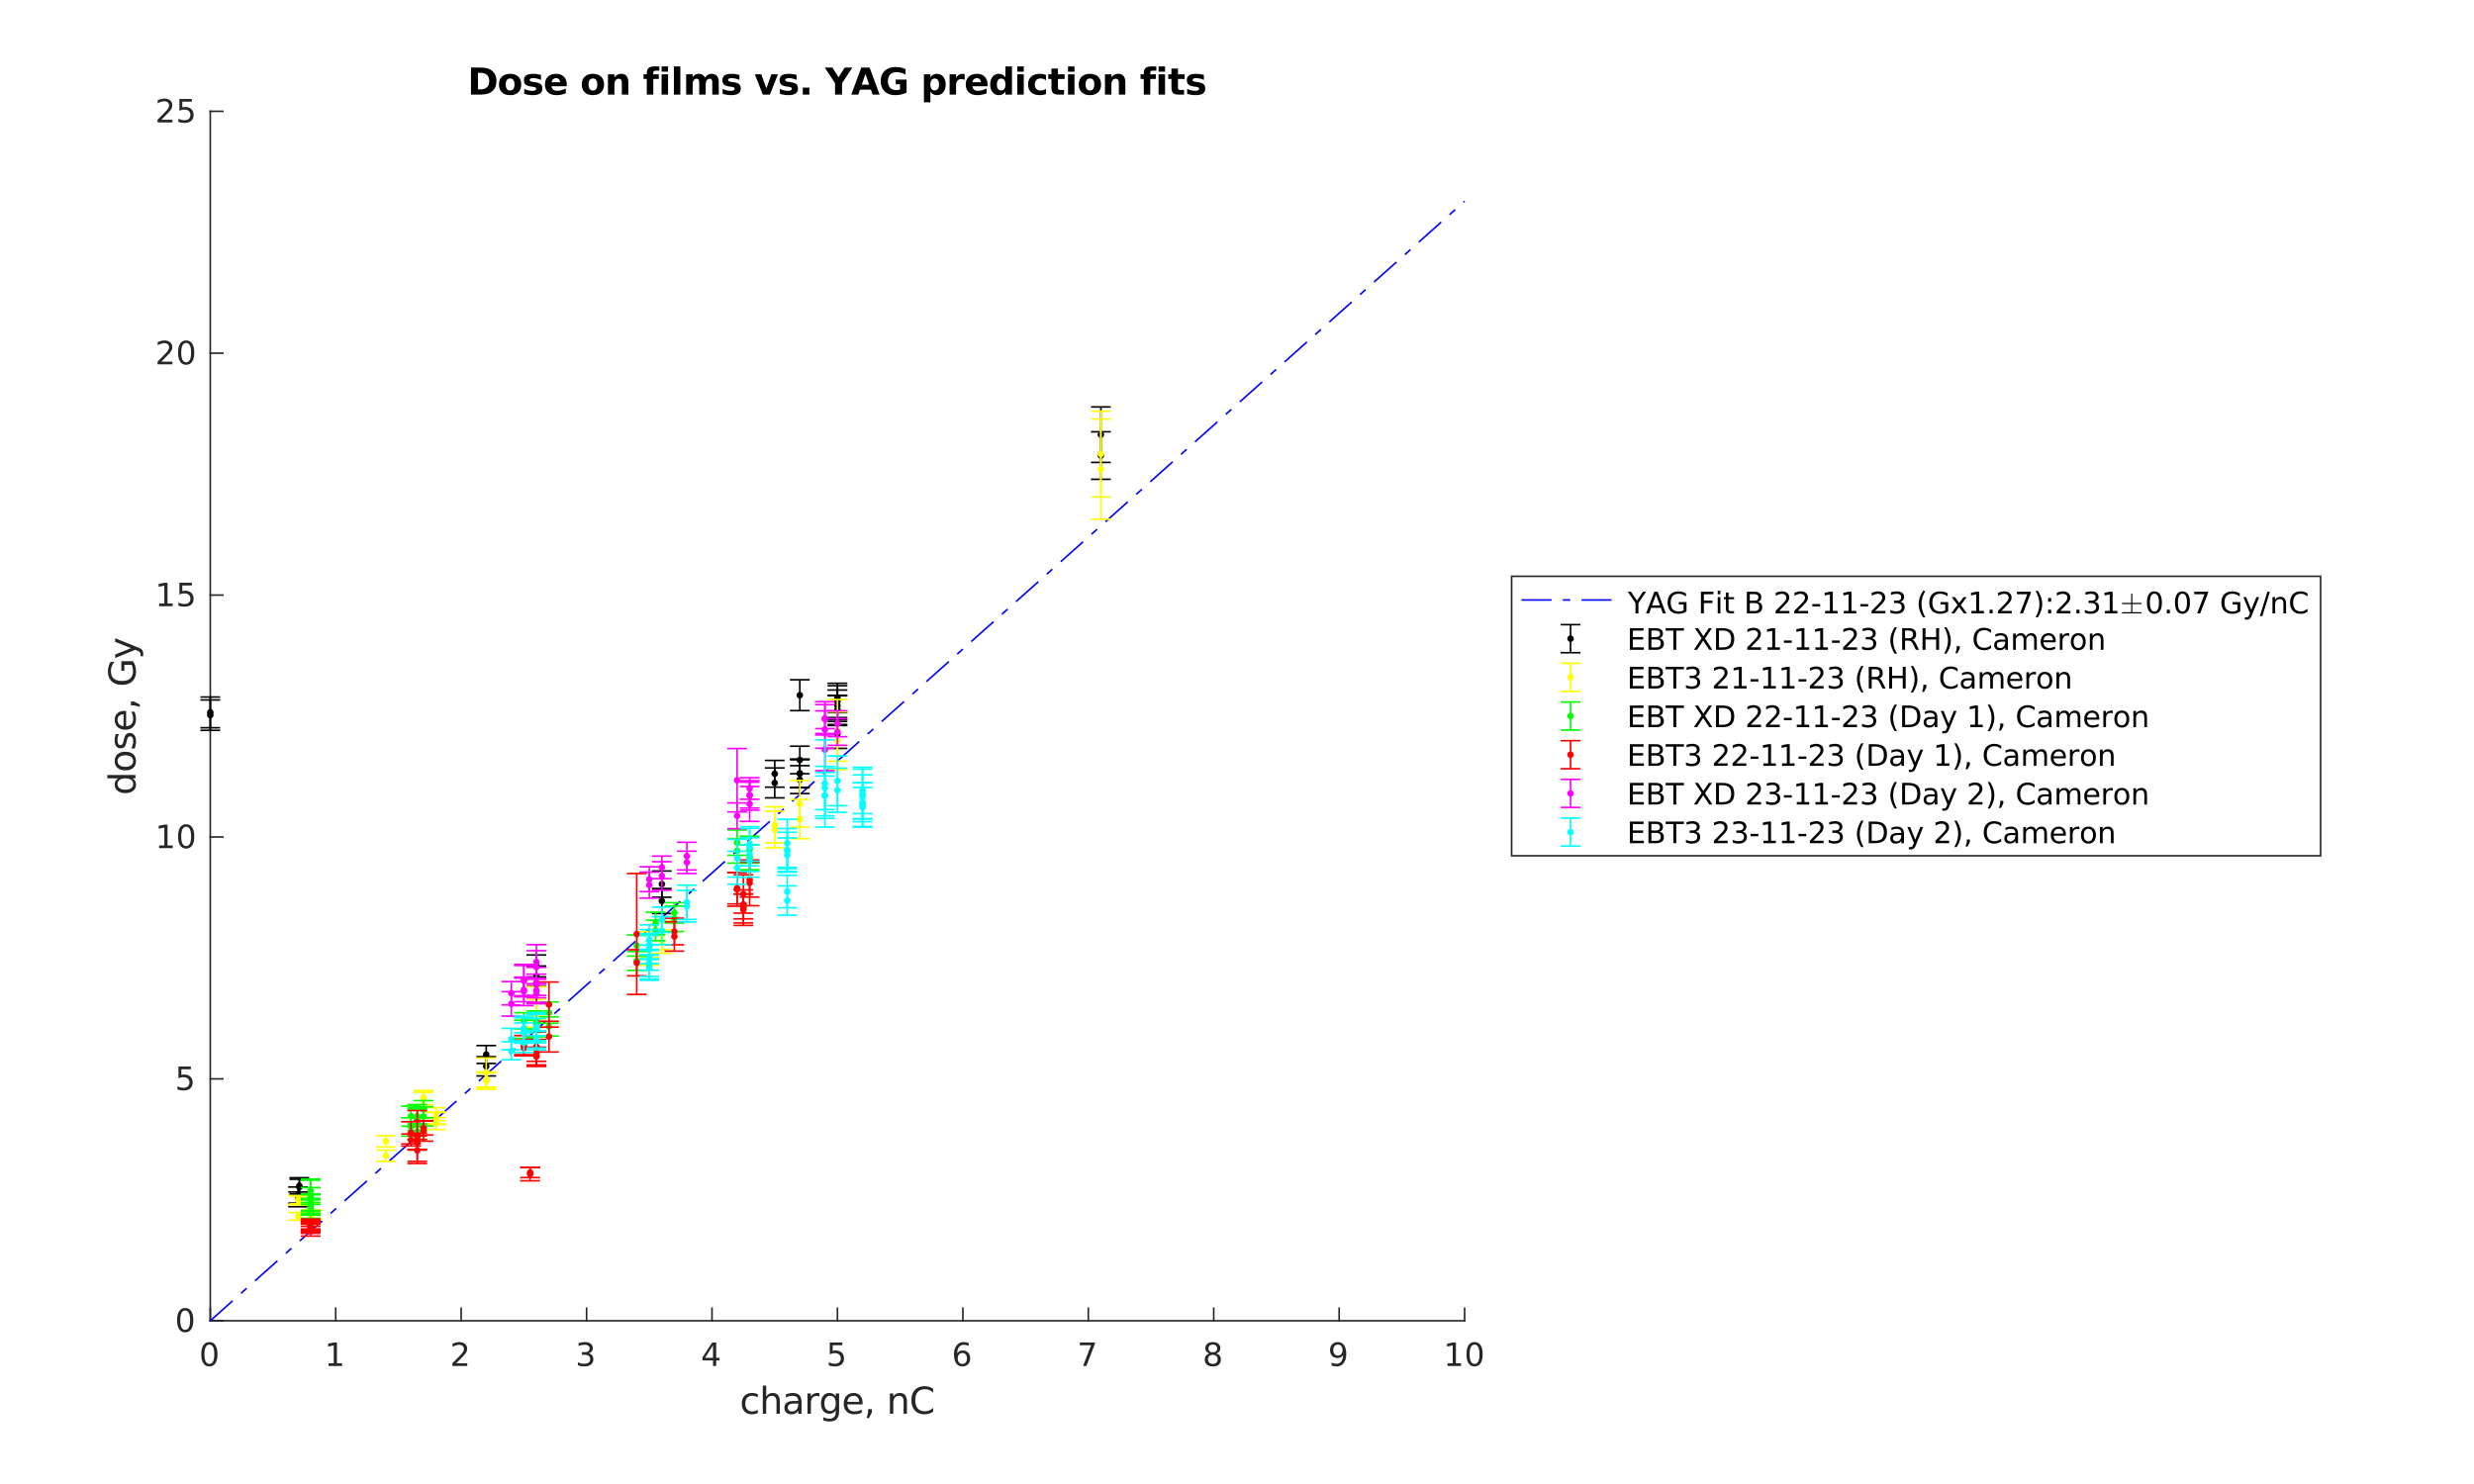 Dose on films vs. YAG prediction fits
25
20
15
10
5
0
dose, Gy
0 1 2 3 4 5 6 7 8 9 10
charge, nC
YAG Fit B 22-11-23 (Gx1.27):2.31±0.07 Gy/nC
EBT XD 21-11-23 (RH), Cameron
EBT3 21-11-23 (RH), Cameron
EBT XD 22-11-23 (Day 1), Cameron
EBT3 22-11-23 (Day 1), Cameron
EBT XD 23-11-23 (Day 2), Cameron
EBT3 23-11-23 (Day 2), Cameron